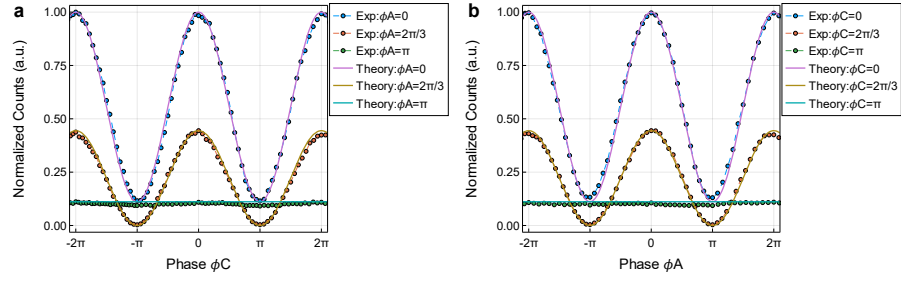 a
Normalized Counts (a.u.)
1.00
0.75
0.50
0.25
0.00
-2π -π 0 π 2π
Phase ϕC
Exp:ϕA=0
Exp:ϕA=2π/3
Exp:ϕA=π
Theory:ϕA=0
Theory:ϕA=2π/3
Theory:ϕA=π
b
Normalized Counts (a.u.)
1.00
0.75
0.50
0.25
0.00
-2π -π 0 π 2π
Phase ϕA
Exp:ϕC=0
Exp:ϕC=2π/3
Exp:ϕC=π
Theory:ϕC=0
Theory:ϕC=2π/3
Theory:ϕC=π